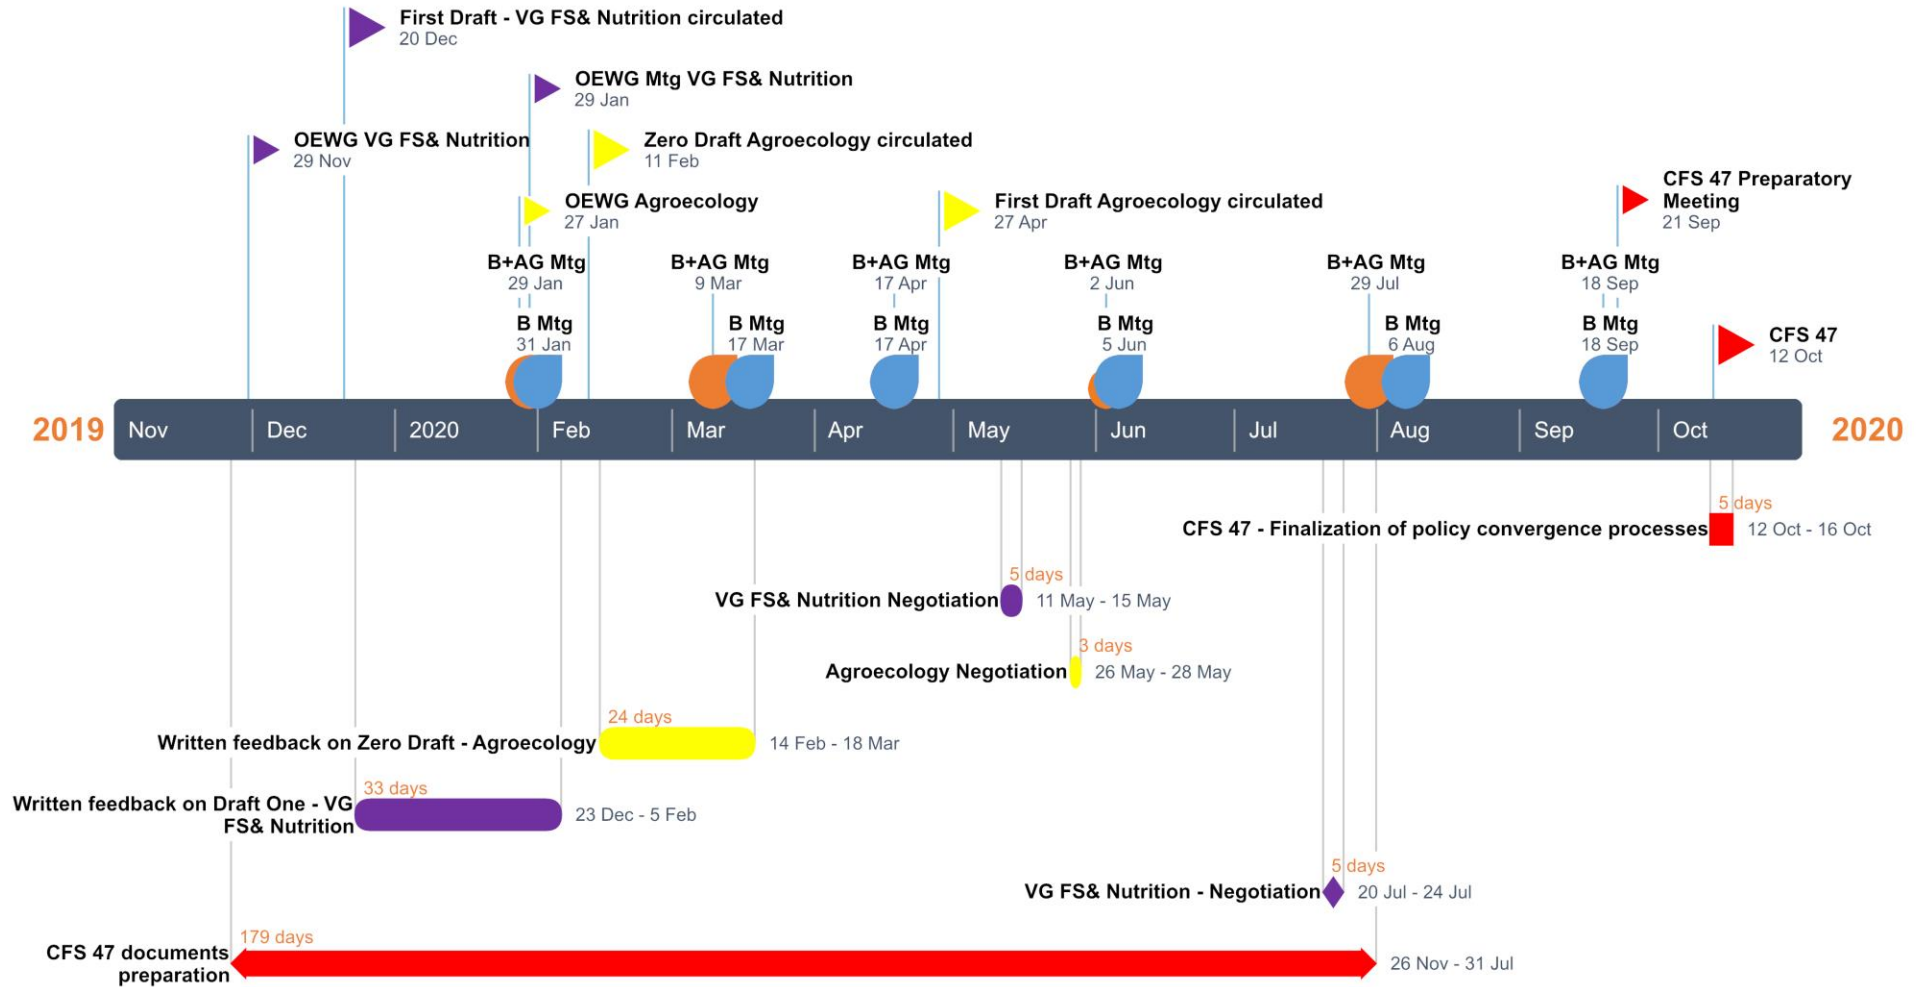 First Draft - VG FS& Nutrition circulated
20 Dec
OEWG Mtg VG FS& Nutrition
29 Jan
OEWG VG FS& Nutrition
29 Nov
Zero Draft Agroecology circulated
11 Feb
CFS 47 Preparatory
Meeting
21 Sep
OEWG Agroecology
27 Jan
First Draft Agroecology circulated
27 Apr
B+AG Mtg
29 Jan
B+AG Mtg
9 Mar
B+AG Mtg
17 Apr
B+AG Mtg
2 Jun
B+AG Mtg
29 Jul
B+AG Mtg
18 Sep
B Mtg
31 Jan
B Mtg
17 Mar
B Mtg
17 Apr
B Mtg
5 Jun
B Mtg
6 Aug
B Mtg
18 Sep
CFS 47
12 Oct
2019 Nov Dec 2020 Feb Mar Apr May Jun Jul Aug Sep Oct 2020
5 days
CFS 47 - Finalization of policy convergence processes 12 Oct - 16 Oct
5 days
VG FS& Nutrition Negotiation 11 May - 15 May
3 days
Agroecology Negotiation 26 May - 28 May
24 days
Written feedback on Zero Draft - Agroecology 14 Feb - 18 Mar
33 days
Written feedback on Draft One - VG
FS& Nutrition
23 Dec - 5 Feb
5 days
VG FS& Nutrition - Negotiation 20 Jul - 24 Jul
179 days
CFS 47 documents
preparation
26 Nov - 31 Jul